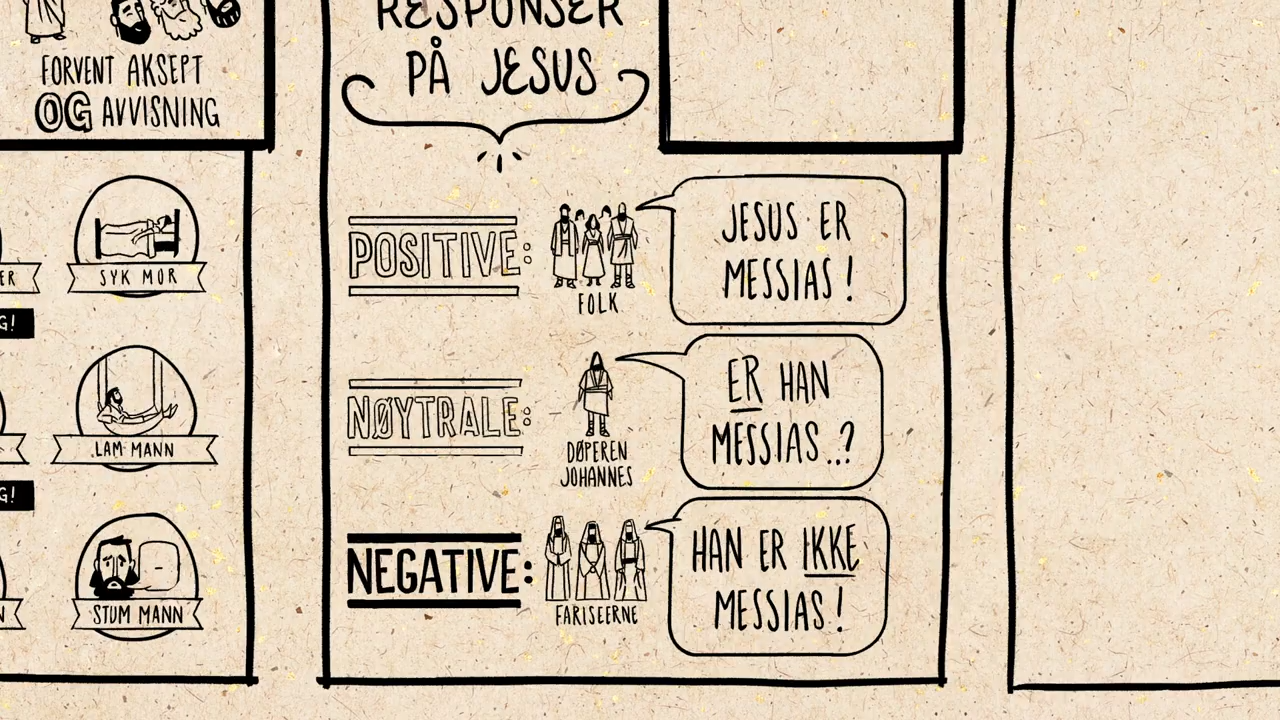 FORVENT AKSEPT
OG AVVISNING
SYK MOR
G!
LAM MANN
G!
STUM MANN
RESPONSER
PÅ JESUS
POSITIVE:
FOLK
JESUS ER
MESSIAS!
NØYTRALE:
DØPEREN
JOHANNES
ER HAN
MESSIAS..?
NEGATIVE:
FARISEERNE
HAN ER IKKE
MESSIAS!